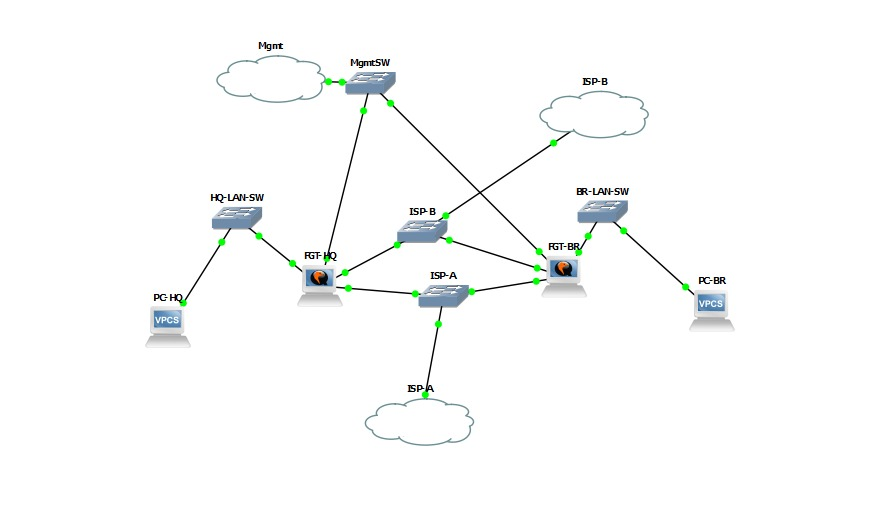 Mgmt
MgmtSW
ISP-B
HQ-LAN-SW
BR-LAN-SW
ISP-B
FGT-HQ
FGT-BR
ISP-A
PC-HQ
VPCS
PC-BR
VPCS
ISP-A